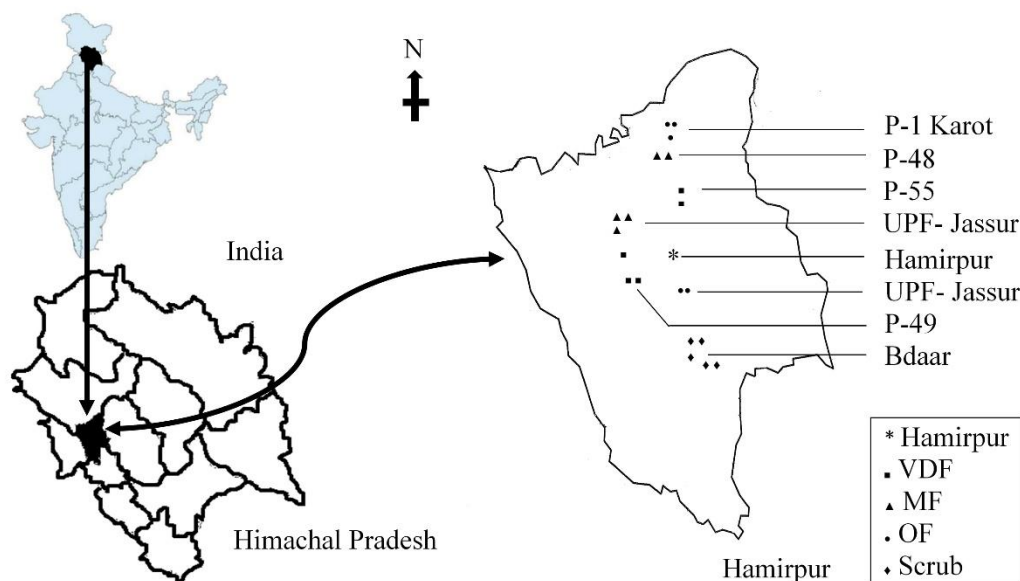 N
India
Himachal Pradesh
P-1 Karot
P-48
P-55
UPF- Jassur
* Hamirpur
UPF- Jassur
P-49
Bdaar
Hamirpur
* Hamirpur
▪ VDF
▲ MF
• OF
♦ Scrub